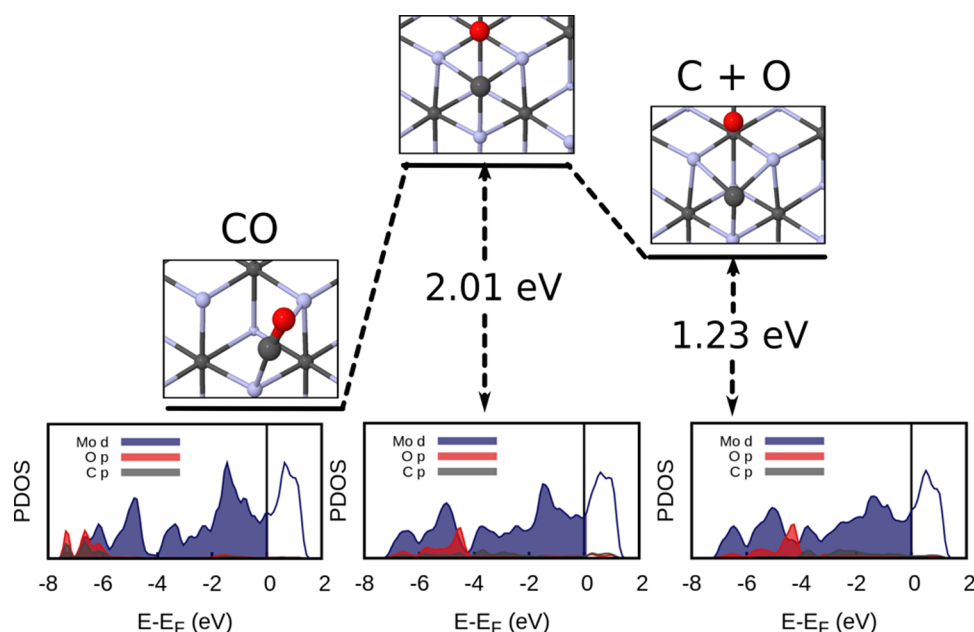 C + O
CO
2.01 eV
1.23 eV
Mo d
O p
C p
PDOS
-8 -6 -4 -2 0 2
E-E_F (eV)
Mo d
O p
C p
PDOS
-8 -6 -4 -2 0 2
E-E_F (eV)
Mo d
O p
C p
PDOS
-8 -6 -4 -2 0 2
E-E_F (eV)